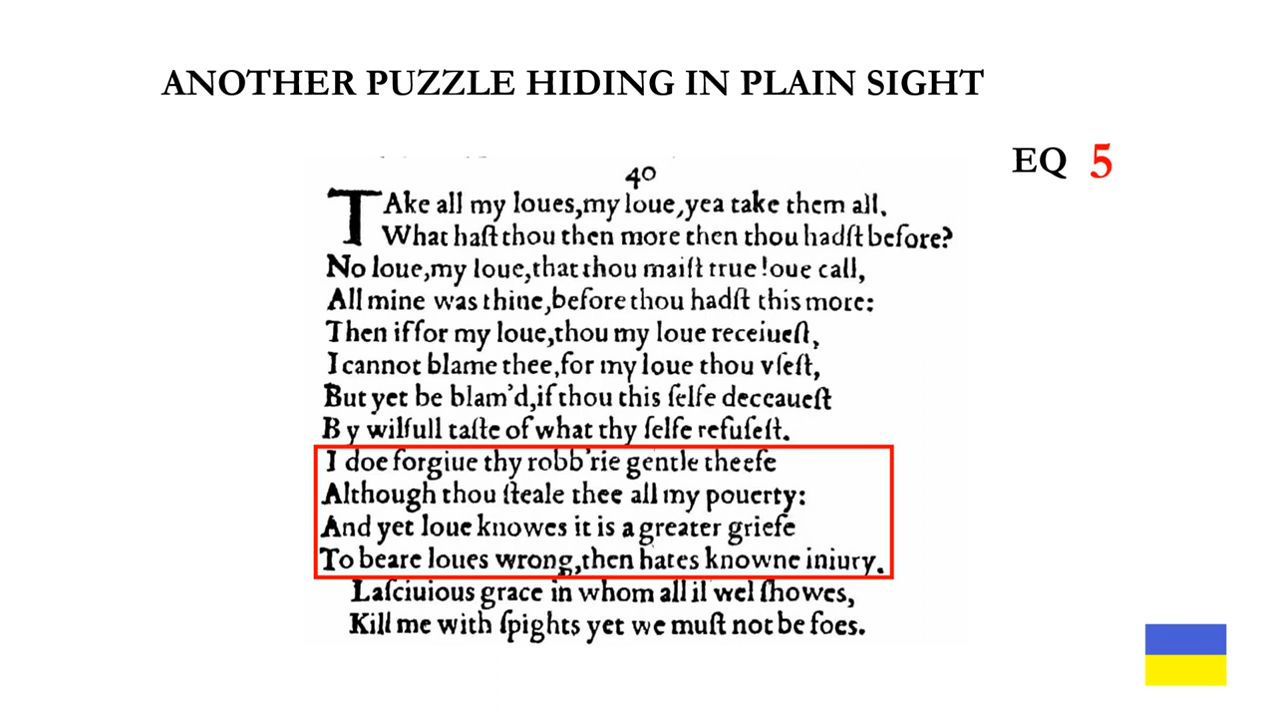 ANOTHER PUZZLE HIDING IN PLAIN SIGHT
EQ 5
40
TAke all my loues,my loue,yea take them all,
What haſt thou then more then thou hadſt before?
No loue,my loue,that thou maiſt true loue call,
All mine was thine,before thou hadſt this more:
Then if for my loue,thou my loue receiueſt,
I cannot blame thee,for my loue thou vſeſt,
But yet be blam'd,if thou this ſelfe deceaueſt
By wilfull taſte of what thy ſelfe refuſeſt.
I doe forgiue thy robb'rie gentle theefe
Although thou ſteale thee all my pouerty:
And yet loue knowes it is a greater griefe
To beare loues wrong,then hates knowne iniury.
Laſciuious grace in whom all il wel ſhowes,
Kill me with ſpights yet we muſt not be foes.